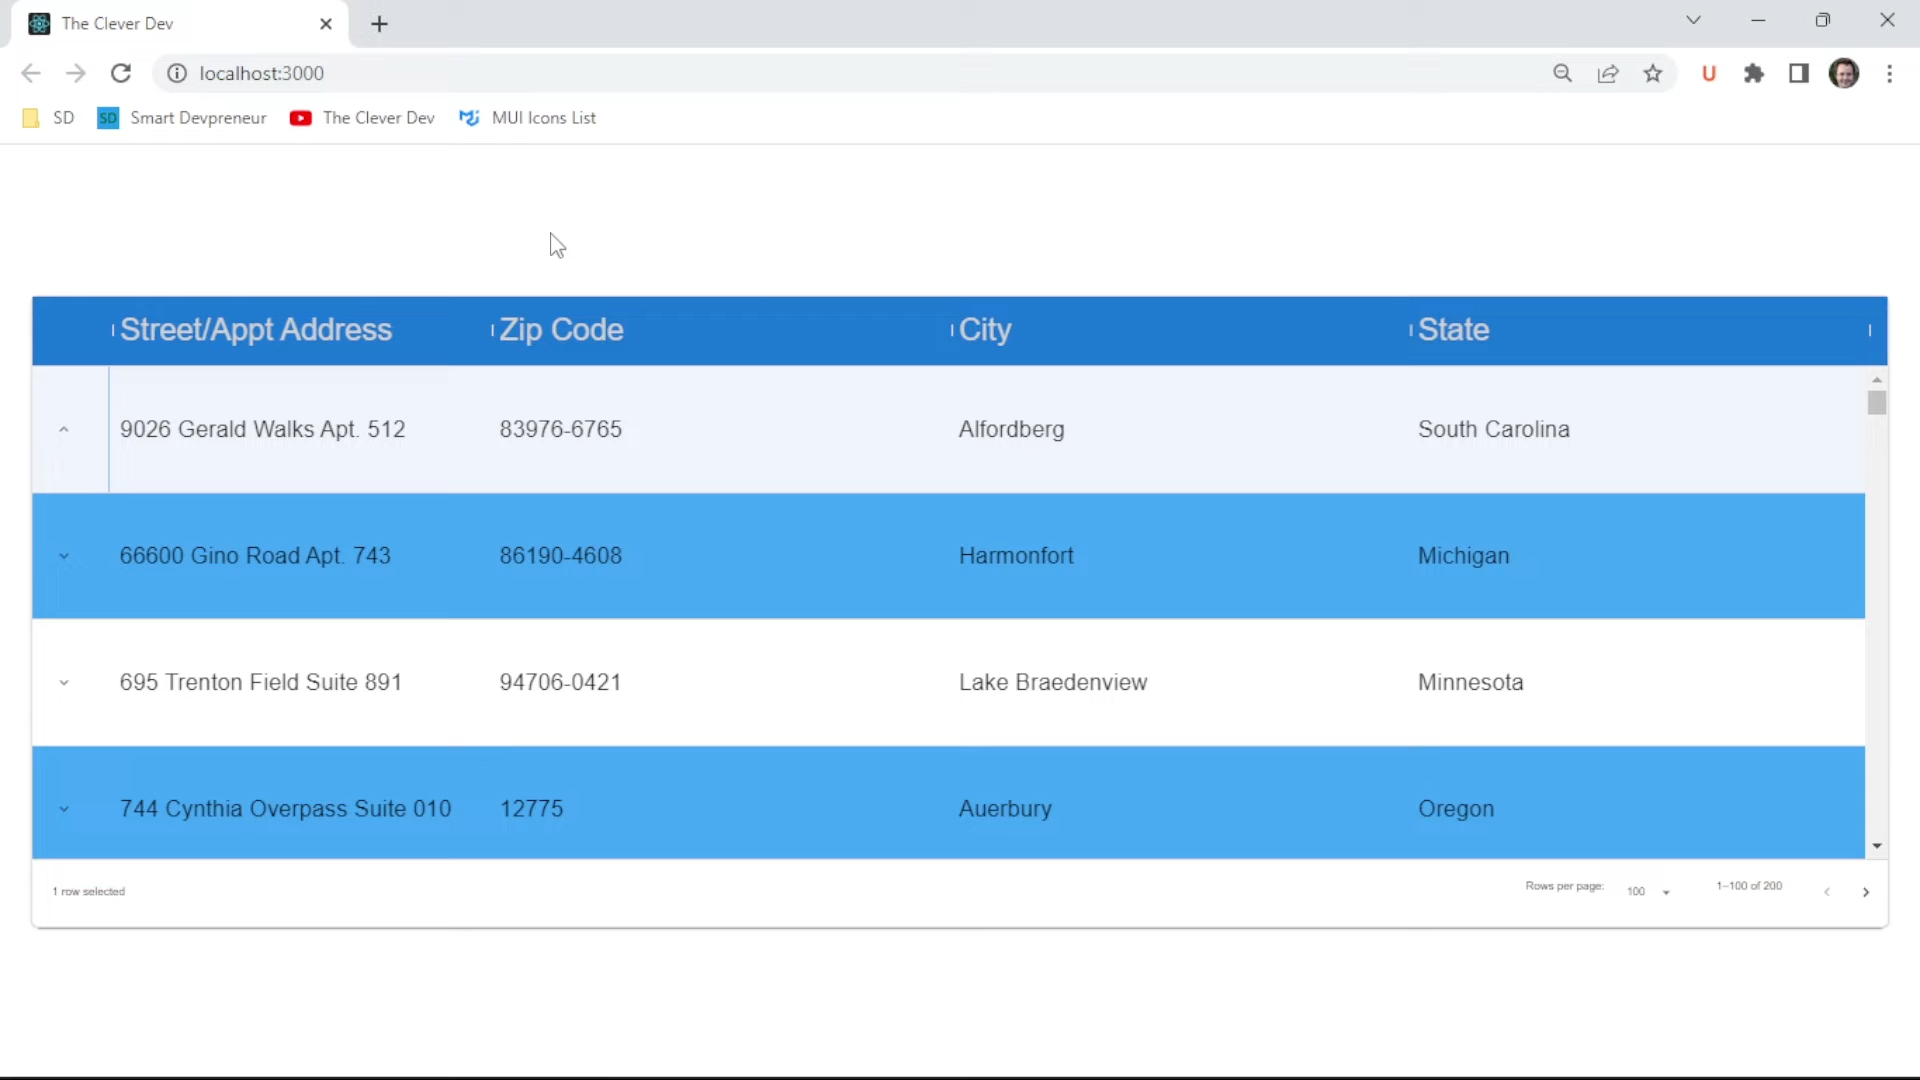 The Clever Dev
localhost:3000
U
SD
SD Smart Devpreneur
The Clever Dev
MUI Icons List
Street/Appt Address Zip Code City State
9026 Gerald Walks Apt. 512 83976-6765 Alfordberg South Carolina
66600 Gino Road Apt. 743 86190-4608 Harmonfort Michigan
695 Trenton Field Suite 891 94706-0421 Lake Braedenview Minnesota
744 Cynthia Overpass Suite 010 12775 Auerbury Oregon
1 row selected Rows per page: 100 1–100 of 200